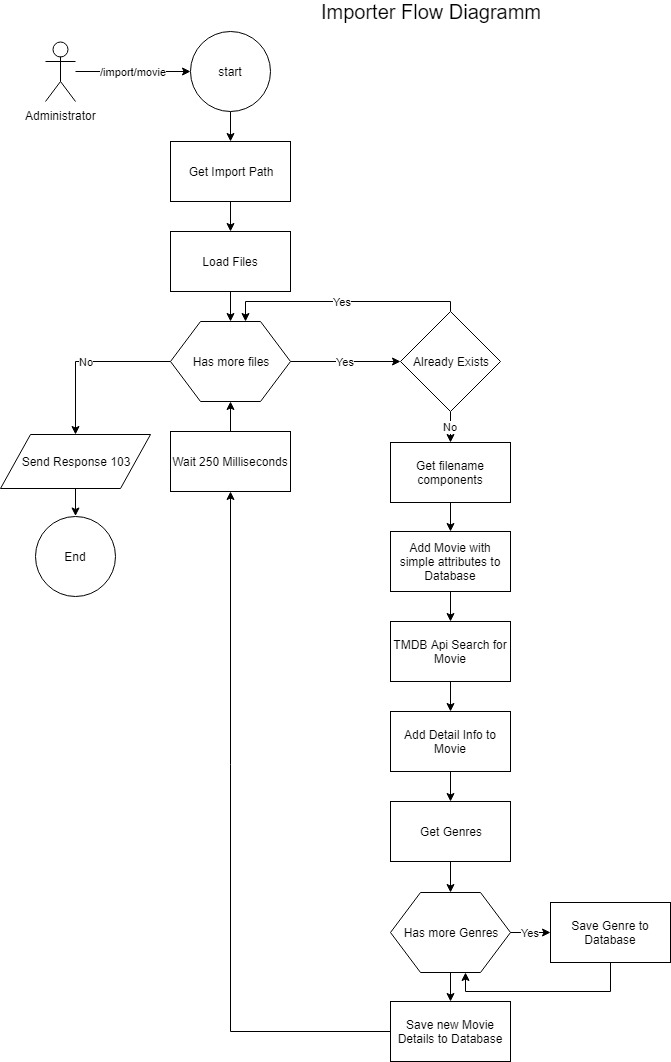 Importer Flow Diagramm
/import/movie
start
Administrator
Get Import Path
Load Files
Yes
Has more files
Yes
Already Exists
No
No
Send Response 103
Wait 250 Milliseconds
Get filename
components
End
Add Movie with
simple attributes to
Database
TMDB Api Search for
Movie
Add Detail Info to
Movie
Get Genres
Has more Genres
Yes
Save Genre to
Database
Save new Movie
Details to Database